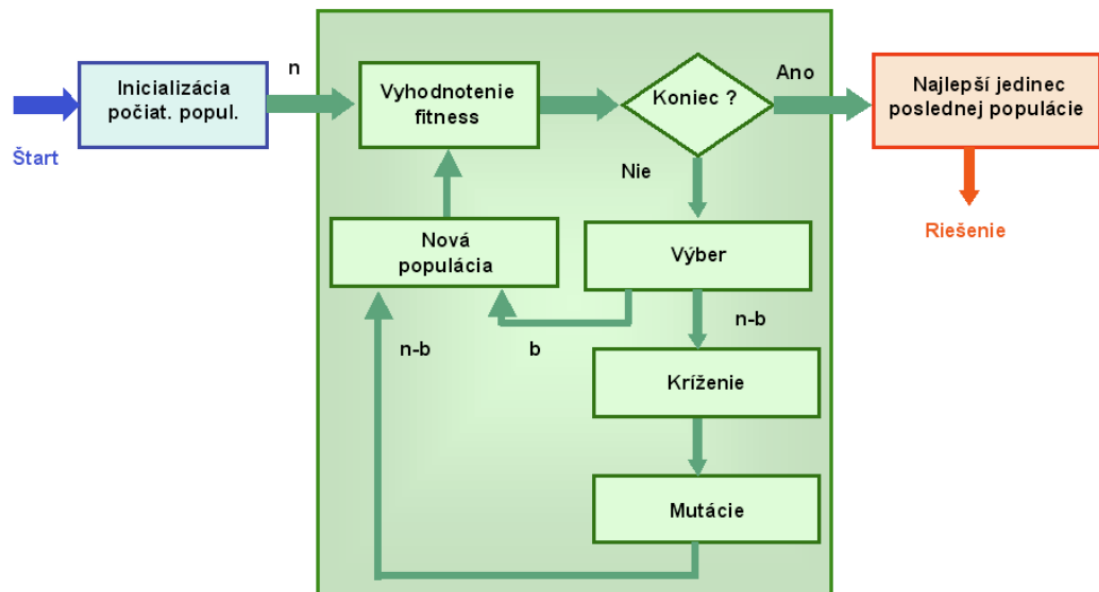 Štart
Inicializácia
počiat. popul.
n
Vyhodnotenie
fitness
Koniec ?
Ano
Najlepší jedinec
poslednej populácie
Riešenie
Nie
Výber
Nová
populácia
b
n-b
Kríženie
Mutácie
n-b